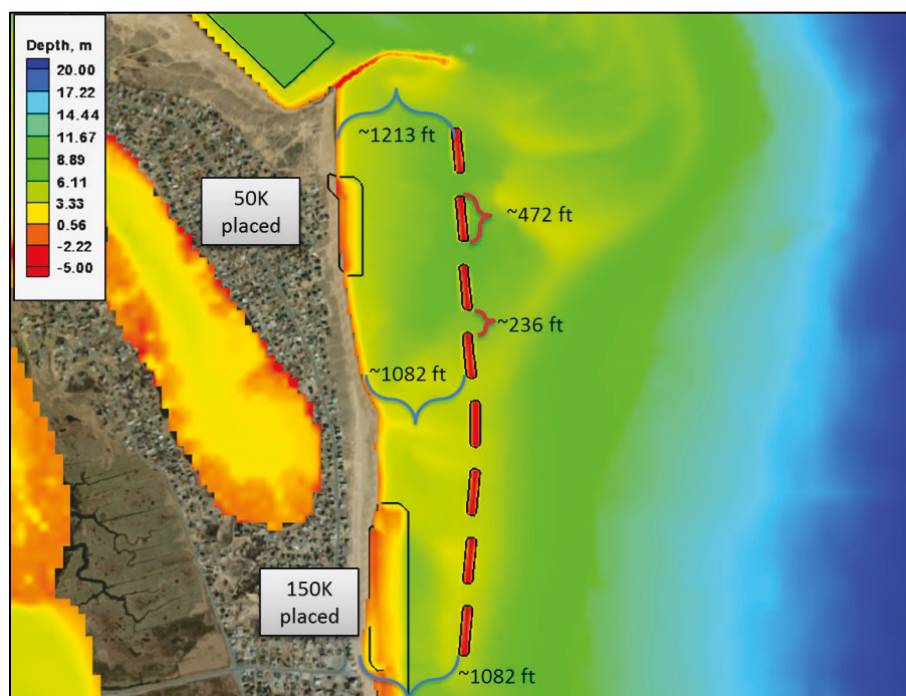 Depth, m
20.00
17.22
14.44
11.67
8.89
6.11
3.33
0.56
-2.22
-5.00
~1213 ft
50K
placed
~472 ft
~236 ft
~1082 ft
150K
placed
~1082 ft